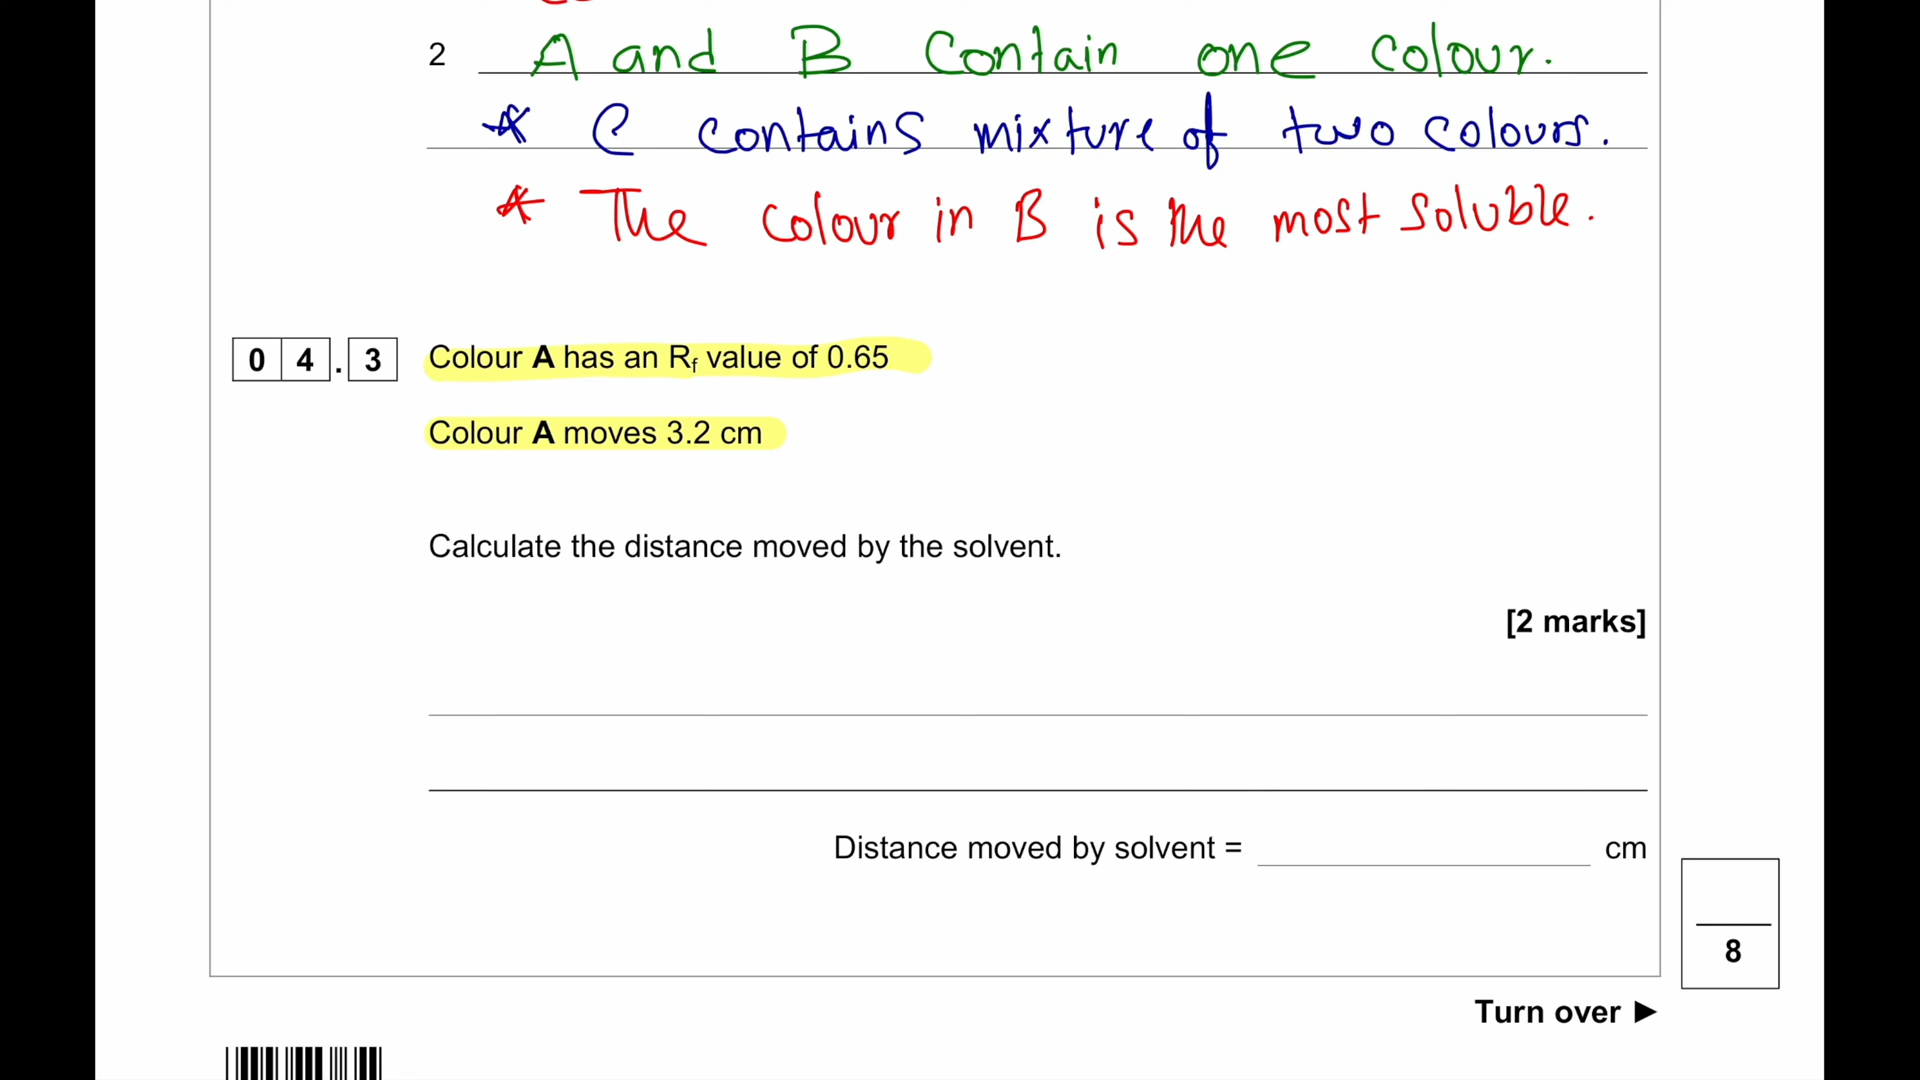 2 A and B contain one colour.
* C contains mixture of two colours.
* The colour in B is the most soluble.
0 4 . 3 Colour A has an Rf value of 0.65
Colour A moves 3.2 cm
Calculate the distance moved by the solvent.
[2 marks]
Distance moved by solvent = cm
8
Turn over ►